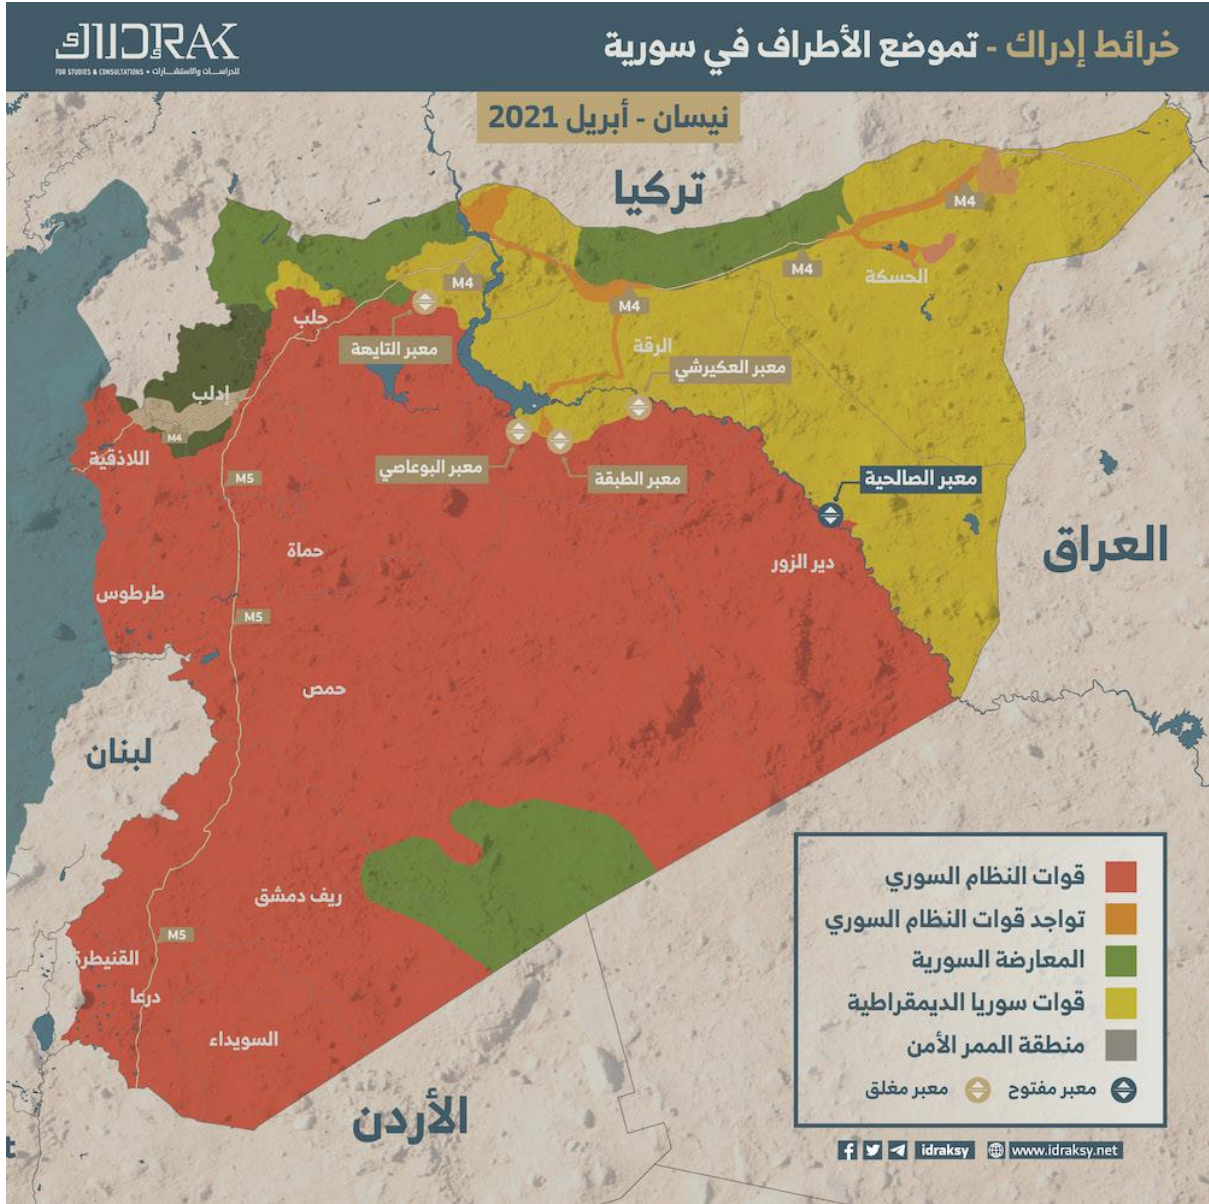 خرائط إدراك - تموضع الأطراف في سورية
IDRAK
FOR STUDIES & CONSULTATIONS • للدراســات والاستشــارات
نيسان - أبريل 2021
تركيا
M4
الحسكة
M4
M4
M4
حلب
معبر التايهة
الرقة
معبر العكيرشي
إدلب
M4
اللاذقية
M5
معبر البوعاصي
معبر الطبقة
معبر الصالحية
العراق
حماة
دير الزور
طرطوس
M5
حمص
لبنان
ريف دمشق
M5
القنيطرة
درعا
السويداء
الأردن
قوات النظام السوري
تواجد قوات النظام السوري
المعارضة السورية
قوات سوريا الديمقراطية
منطقة الممر الأمن
معبر مفتوح
معبر مغلق
idraksy
www.idraksy.net